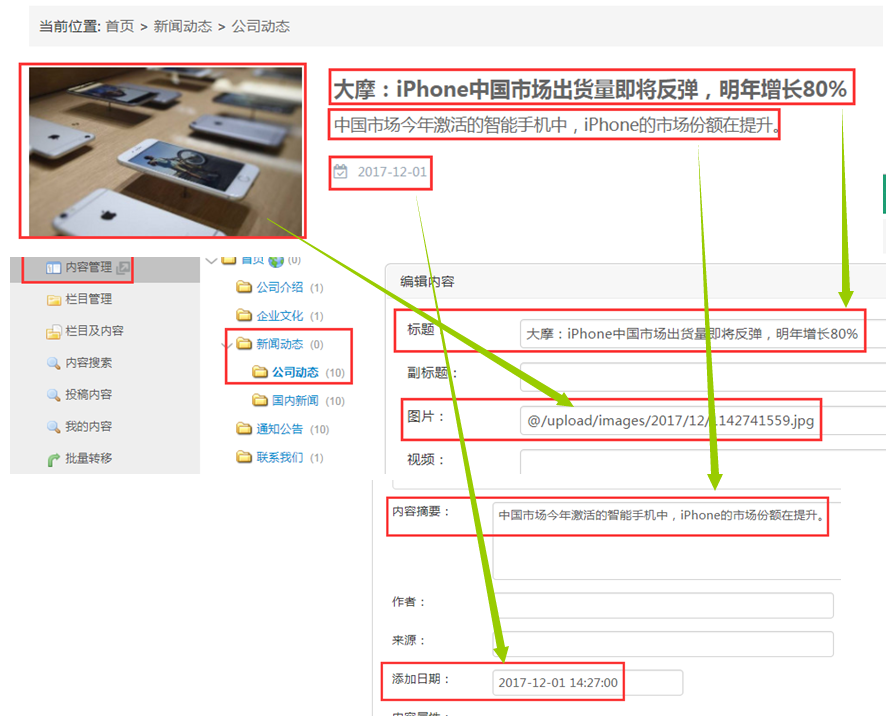 当前位置: 首页 > 新闻动态 > 公司动态
大摩：iPhone中国市场出货量即将反弹，明年增长80%
中国市场今年激活的智能手机中，iPhone的市场份额在提升。
2017-12-01
内容管理
栏目管理
栏目及内容
内容搜索
投稿内容
我的内容
批量转移
首页 (0)
公司介绍 (1)
企业文化 (1)
新闻动态 (0)
公司动态 (10)
国内新闻 (10)
通知公告 (10)
联系我们 (1)
编辑内容
标题 大摩：iPhone中国市场出货量即将反弹，明年增长80%
副标题：
图片： @/upload/images/2017/12/1142741559.jpg
视频：
内容摘要： 中国市场今年激活的智能手机中，iPhone的市场份额在提升。
作者：
来源：
添加日期： 2017-12-01 14:27:00
内容属性：